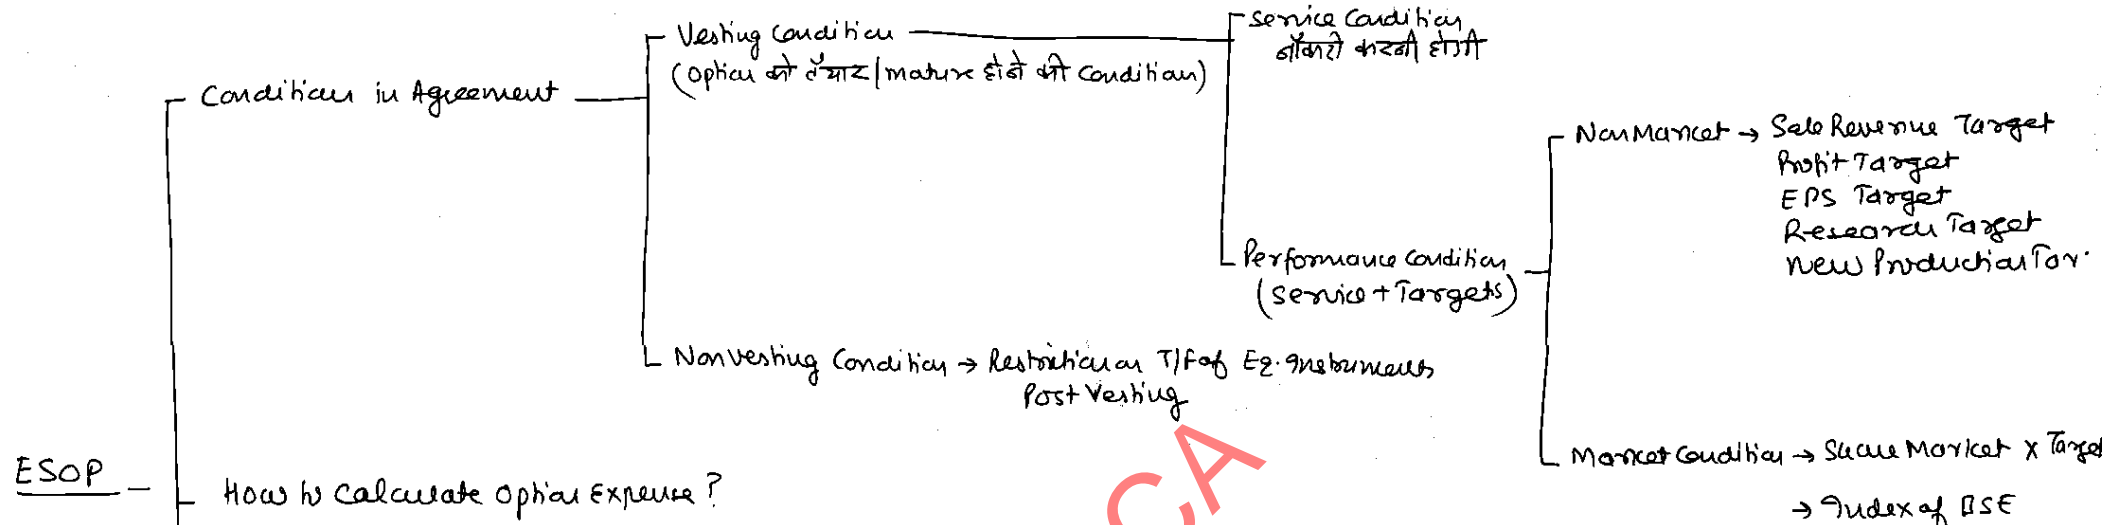 Service Condition
नौकरी करनी होगी
Vesting Condition
(Option को तैयार/mature होने की Condition)
Condition in Agreement
Non Market → Sale Revenue Target
Profit Target
EPS Target
Research Target
New Production Tar.
Performance Condition
(Service + Targets)
Non Vesting Condition → Restriction on T/F of Eq. Instruments
Post Vesting
Market Condition → Share Market X Target
→ Index of BSE
ESOP
How to Calculate Option Expense?
CA